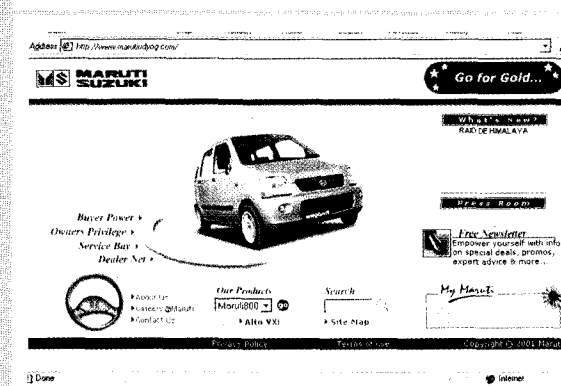 Address http://www.marutiudyog.com/
MARUTI
SUZUKI
Go for Gold...
What's New?
RAID DE HIMALAYA
Press Room
Buyer Power
Owners Privilege
Service Bay
Dealer Net
Free Newsletter
Empower yourself with info
on special deals, promos,
expert advice & more...
About Us
Careers @Maruti
Contact Us
Our Products
Maruti800 go
Alto VXi
Search
Site Map
My Maruti
Privacy Policy Terms of use Copyright © 2001 Maruti
Done Internet